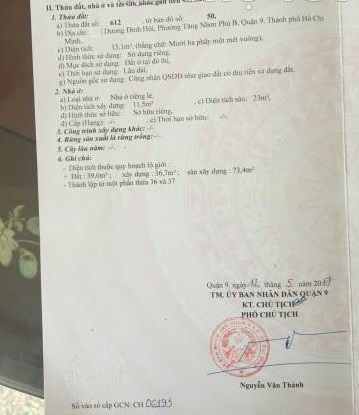 II. Thửa đất, nhà ở và tài sản khác gắn liền
1. Thửa đất:
a) Thửa đất số: 612 , tờ bản đồ số: 50,
b) Địa chỉ: Dương Đình Hội, Phường Tăng Nhơn Phú B, Quận 9, Thành phố Hồ Chí
Minh,
c) Diện tích: 13,1m², (bằng chữ: Mười ba phẩy một mét vuông),
d) Hình thức sử dụng: Sử dụng riêng,
đ) Mục đích sử dụng: Đất ở tại đô thị,
e) Thời hạn sử dụng: Lâu dài,
g) Nguồn gốc sử dụng: Công nhận QSDĐ như giao đất có thu tiền sử dụng đất.
2. Nhà ở:
a) Loại nhà ở: Nhà ở riêng lẻ,
b) Diện tích xây dựng: 11,5m² , c) Diện tích sàn: 23m²,
d) Hình thức sở hữu: Sở hữu riêng,
đ) Cấp (Hạng): -/- , e) Thời hạn sở hữu: -/-
3. Công trình xây dựng khác: -/-
4. Rừng sản xuất là rừng trồng: -/-
5. Cây lâu năm: -/-
6. Ghi chú:
- Diện tích thuộc quy hoạch lộ giới :
+ Đất : 39,0m² ; xây dựng : 36,7m² ; sàn xây dựng : 73,4m²
- Thành lập từ một phần thửa 36 và 37
Quận 9, ngày tháng 5 năm
TM. ỦY BAN NHÂN DÂN QUẬN 9
KT. CHỦ TỊCH
PHÓ CHỦ TỊCH
Nguyễn Văn Thành
Số vào sổ cấp GCN: CH 06195